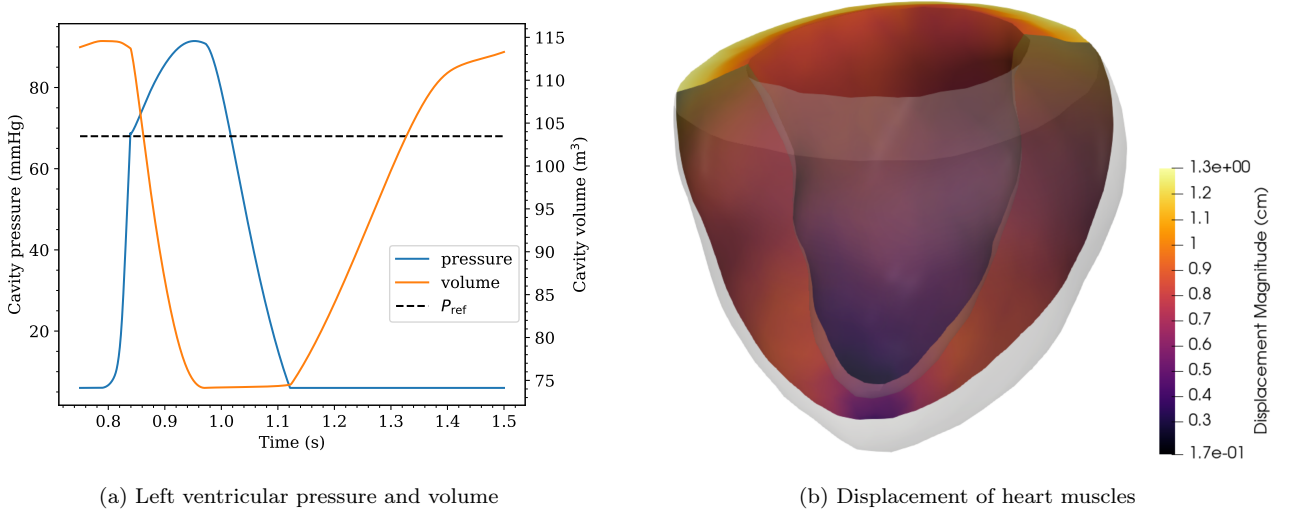 Cavity pressure (mmHg)
80
60
40
20
0.8 0.9 1.0 1.1 1.2 1.3 1.4 1.5
Time (s)
115
110
105
100
95
90
85
80
75
Cavity volume (m³)
pressure
volume
P_ref
(a) Left ventricular pressure and volume
1.3e+00
1.2
1.1
1
0.9
0.8
0.7
0.6
0.5
0.4
0.3
1.7e-01
Displacement Magnitude (cm)
(b) Displacement of heart muscles